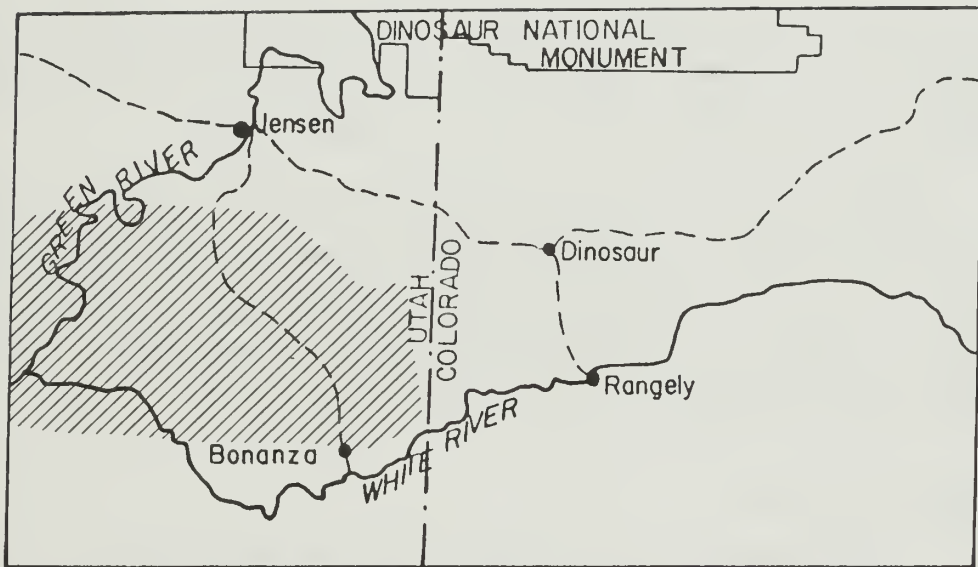 DINOSAUR NATIONAL
MONUMENT
Jensen
GREEN RIVER
Dinosaur
UTAH
COLORADO
Rangely
Bonanza
WHITE RIVER